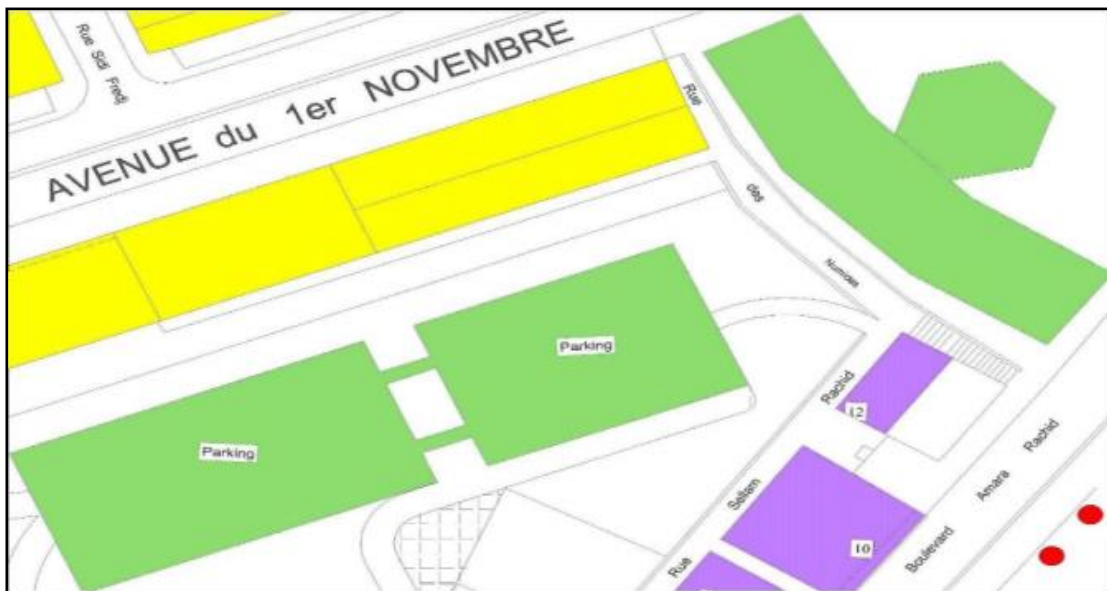 Rue Sidi Fredj
AVENUE du 1er NOVEMBRE
Rue des Numides
Parking
Parking
12
10
Rue Sellam Rachid
Boulevard Amara Rachid